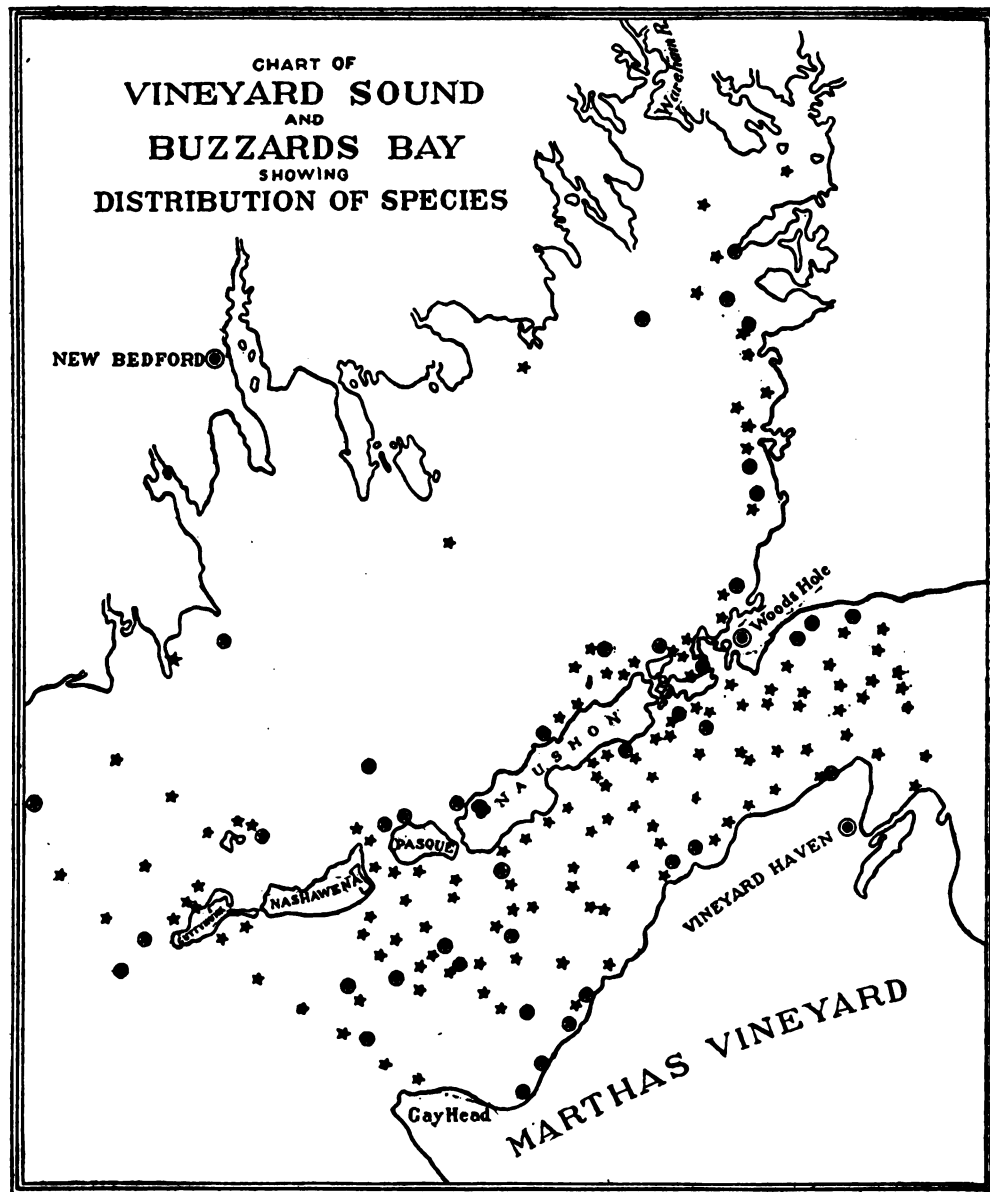 CHART OF
VINEYARD SOUND
AND
BUZZARDS BAY
SHOWING
DISTRIBUTION OF SPECIES
Wareham R.
NEW BEDFORD
Woods Hole
NAUSHON
PASQUE
NASHAWENA
CUTTYHUNK
VINEYARD HAVEN
MARTHAS VINEYARD
Gay Head